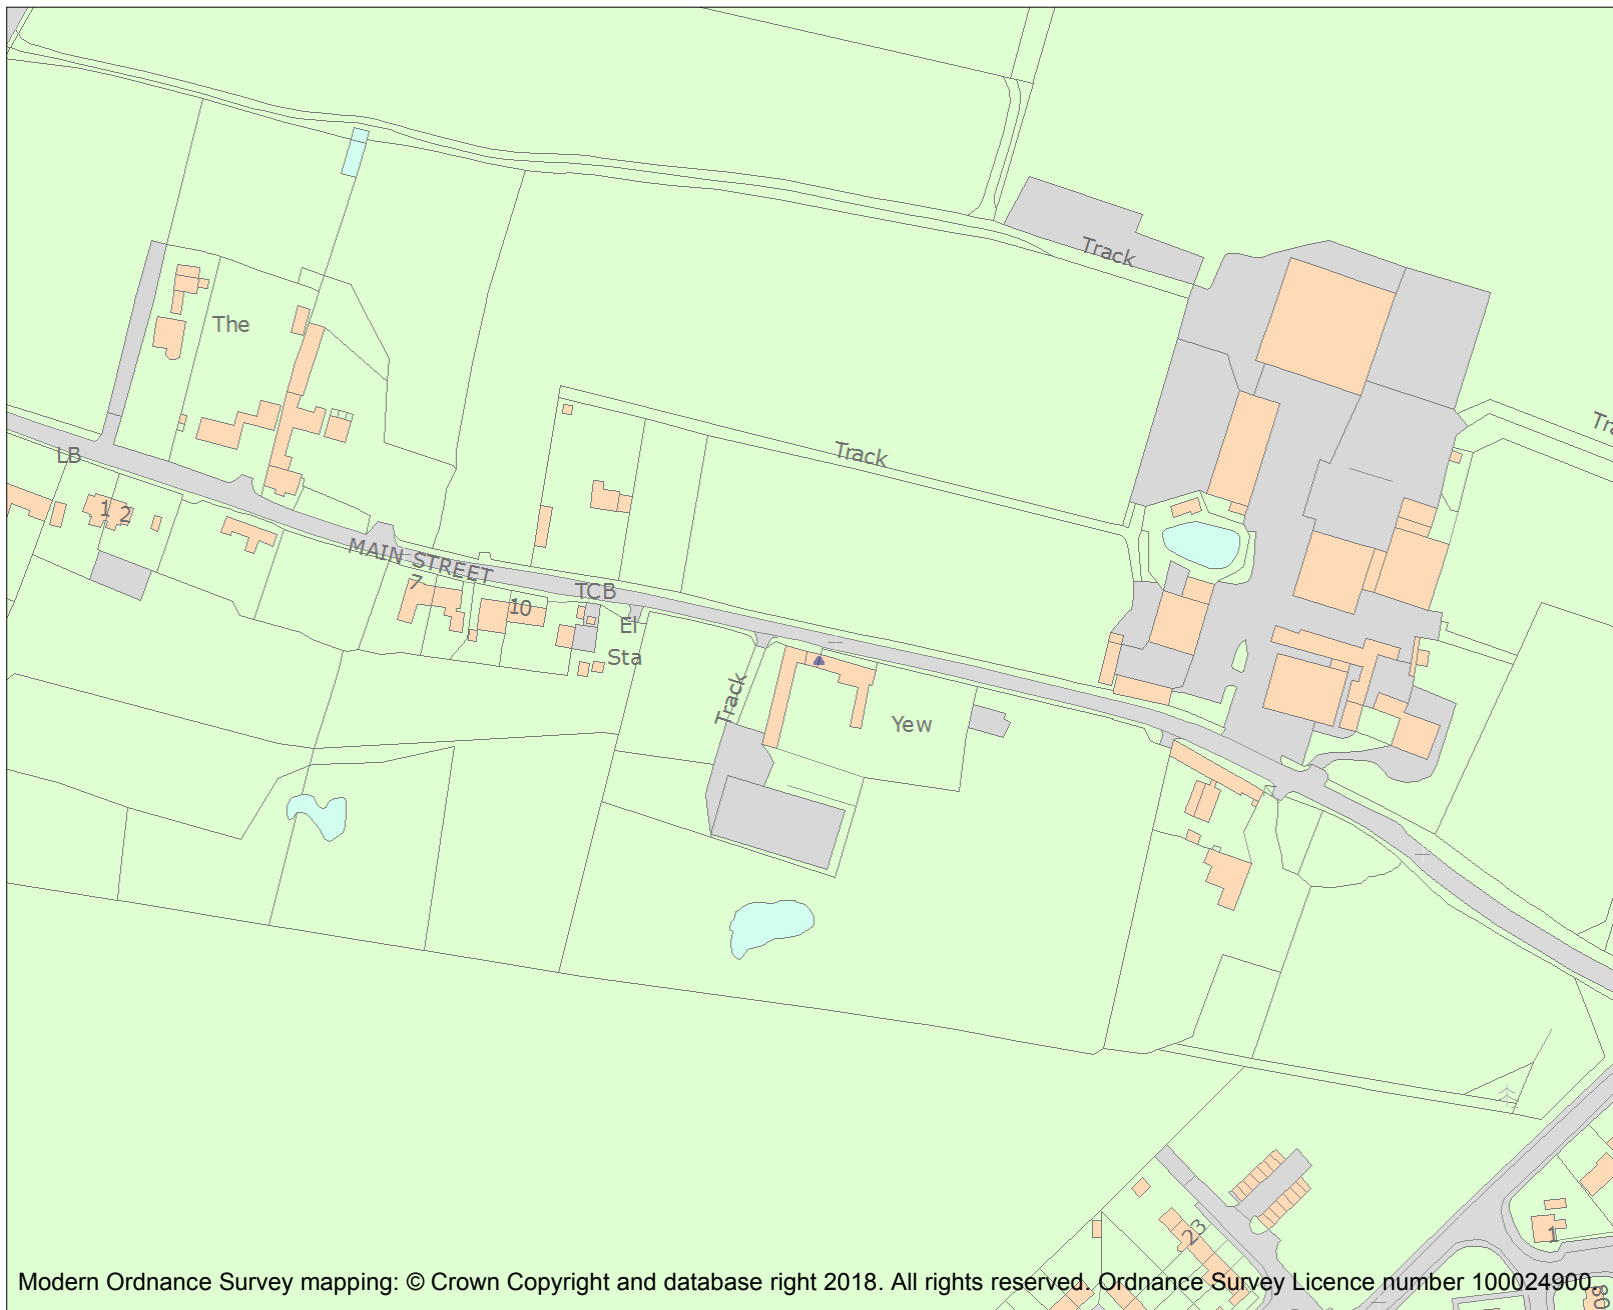 Track
The
Track
LB
1 2
MAIN STREET
7
10
TCB
El
Sta
Track
Yew
23
1
Modern Ordnance Survey mapping: © Crown Copyright and database right 2018. All rights reserved. Ordnance Survey Licence number 100024900.